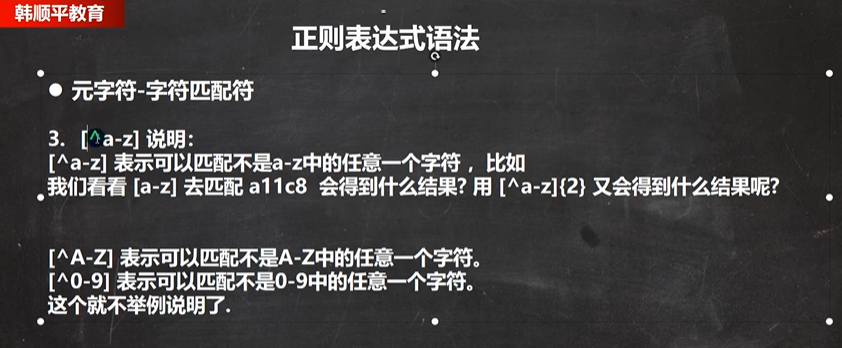 韩顺平教育
正则表达式语法
● 元字符-字符匹配符
3. [^a-z] 说明：
[^a-z] 表示可以匹配不是a-z中的任意一个字符 ，比如
我们看看 [a-z] 去匹配 a11c8 会得到什么结果? 用 [^a-z]{2} 又会得到什么结果呢?
[^A-Z] 表示可以匹配不是A-Z中的任意一个字符。
[^0-9] 表示可以匹配不是0-9中的任意一个字符。
这个就不举例说明了.